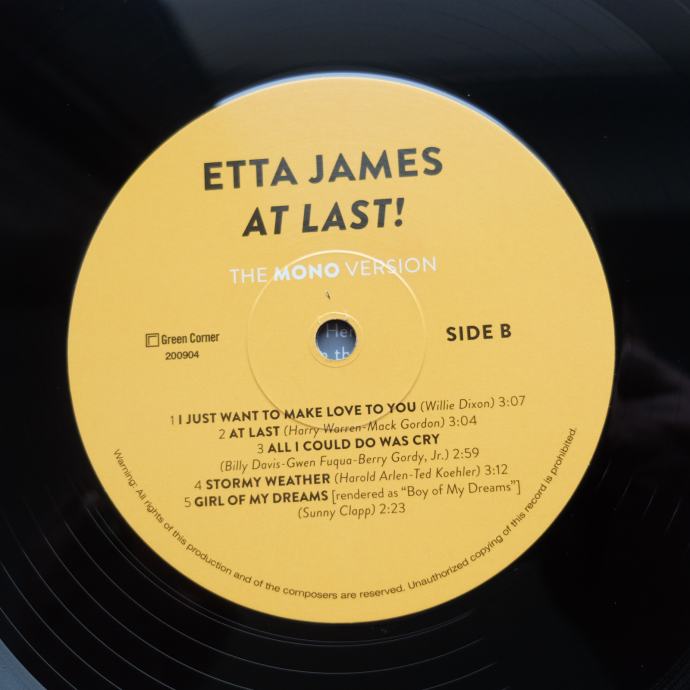 ETTA JAMES
AT LAST!
THE MONO VERSION
Green Corner
200904
SIDE B
1 I JUST WANT TO MAKE LOVE TO YOU (Willie Dixon) 3:07
2 AT LAST (Harry Warren-Mack Gordon) 3:04
3 ALL I COULD DO WAS CRY
(Billy Davis-Gwen Fuqua-Berry Gordy, Jr.) 2:59
4 STORMY WEATHER (Harold Arlen-Ted Koehler) 3:12
5 GIRL OF MY DREAMS [rendered as “Boy of My Dreams”]
(Sunny Clapp) 2:23
Warning: All rights of this production and of the composers are reserved. Unauthorized copying of this record is prohibited.